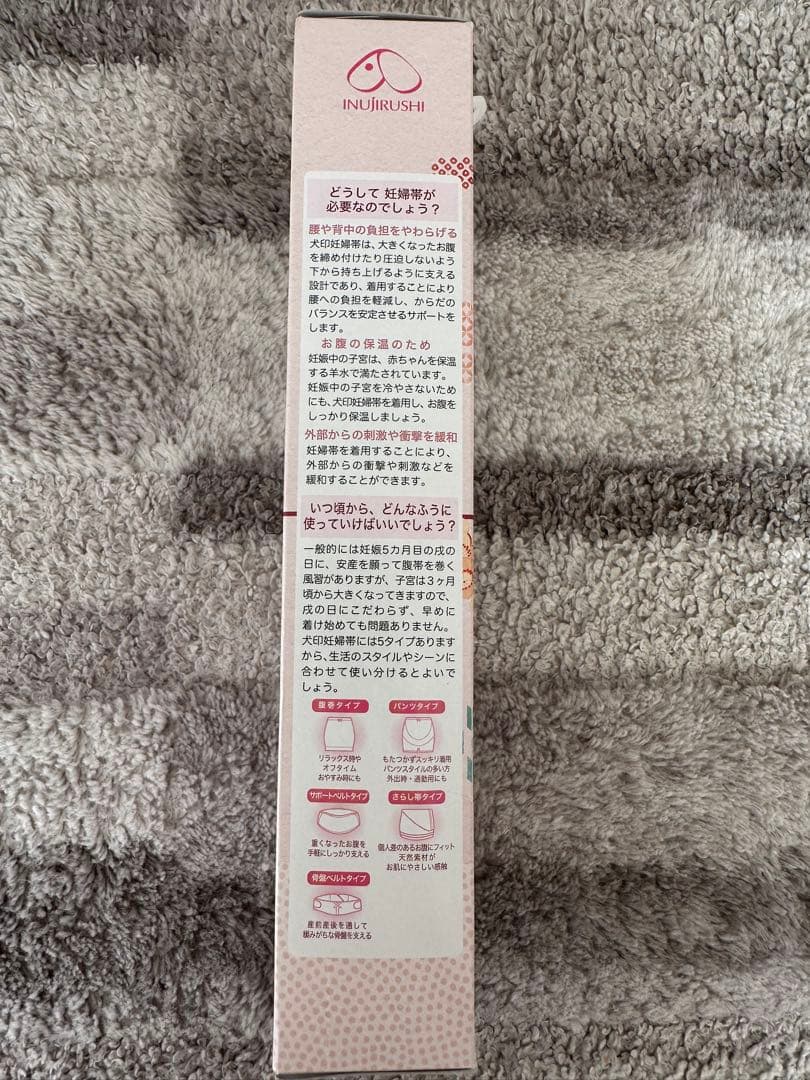 INUJIRUSHI
どうして 妊婦帯が
必要なのでしょう？
腰や背中の負担をやわらげる
犬印妊婦帯は、大きくなったお腹
を締め付けたり圧迫しないよう
下から持ち上げるように支える
設計であり、着用することにより
腰への負担を軽減し、からだの
バランスを安定させるサポートを
します。
お腹の保温のため
妊娠中の子宮は、赤ちゃんを保温
する羊水で満たされています。
妊娠中の子宮を冷やさないため
にも、犬印妊婦帯を着用し、お腹を
しっかり保温しましょう。
外部からの刺激や衝撃を緩和
妊婦帯を着用することにより、
外部からの衝撃や刺激などを
緩和することができます。
いつ頃から、どんなふうに
使っていけばいいでしょう？
一般的には妊娠5カ月目の戌の
日に、安産を願って腹帯を巻く
風習がありますが、子宮は3ヶ月
頃から大きくなってきますので、
戌の日にこだわらず、早めに
着け始めても問題ありません。
犬印妊婦帯には5タイプあります
から、生活のスタイルやシーンに
合わせて使い分けるとよいで
しょう。
腹巻タイプ
リラックス時や
オフタイム
おやすみ時にも
パンツタイプ
もたつかずスッキリ着用
パンツスタイルの多い方
外出時・通勤用にも
サポートベルトタイプ
重くなったお腹を
手軽にしっかり支える
さらし帯タイプ
個人差のあるお腹にフィット
天然素材が
お肌にやさしい感触
骨盤ベルトタイプ
産前産後を通して
緩みがちな骨盤を支える